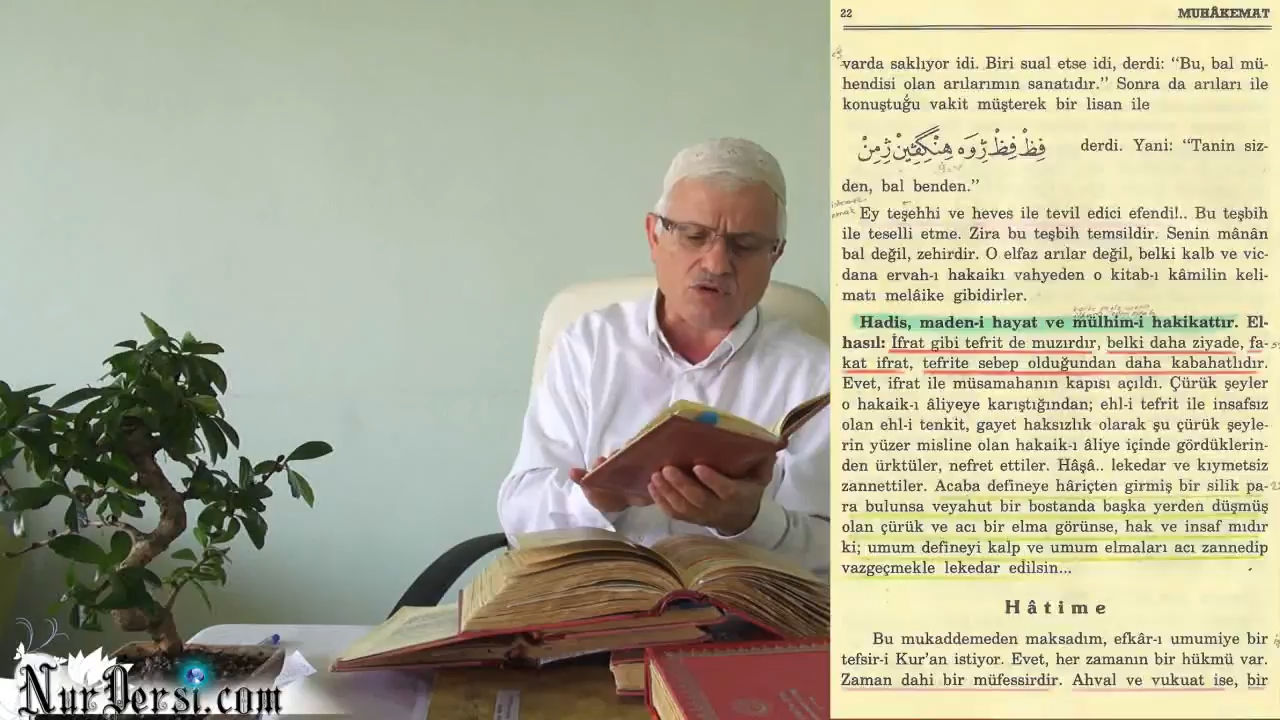 22 MUHÂKEMAT
varda saklıyor idi. Biri sual etse idi, derdi: “Bu, bal mü-
hendisi olan arılarımın sanatıdır.” Sonra da arıları ile
konuştuğu vakit müşterek bir lisan ile
derdi. Yani: “Tanin siz-
den, bal benden.”
Ey teşehhi ve heves ile tevil edici efendi!.. Bu teşbih
ile teselli etme. Zira bu teşbih temsildir. Senin mânân
bal değil, zehirdir. O elfaz arılar değil, belki kalb ve vic-
dana ervah-ı hakaikı vahyeden o kitab-ı kâmilin keli-
matı melâike gibidirler.
Hadis, maden-i hayat ve mülhim-i hakikattır. El-
hasıl: İfrat gibi tefrit de muzırdır, belki daha ziyade, fa-
kat ifrat, tefrite sebep olduğundan daha kabahatlıdır.
Evet, ifrat ile müsamahanın kapısı açıldı. Çürük şeyler
o hakaik-ı âliyeye karıştığından; ehl-i tefrit ile insafsız
olan ehl-i tenkit, gayet haksızlık olarak şu çürük şeyle-
rin yüzer misline olan hakaik-ı âliye içinde gördüklerin-
den ürktüler, nefret ettiler. Hâşâ.. lekedar ve kıymetsiz
zannettiler. Acaba defineye hâriçten girmiş bir silik pa-
ra bulunsa veyahut bir bostanda başka yerden düşmüş
olan çürük ve acı bir elma görünse, hak ve insaf mıdır
ki; umum defineyi kalp ve umum elmaları acı zannedip
vazgeçmekle lekedar edilsin...
Hâtime
Bu mukaddemeden maksadım, efkâr-ı umumiye bir
tefsir-i Kur’an istiyor. Evet, her zamanın bir hükmü var.
Zaman dahi bir müfessirdir. Ahval ve vukuat ise, bir
NurDersi.com